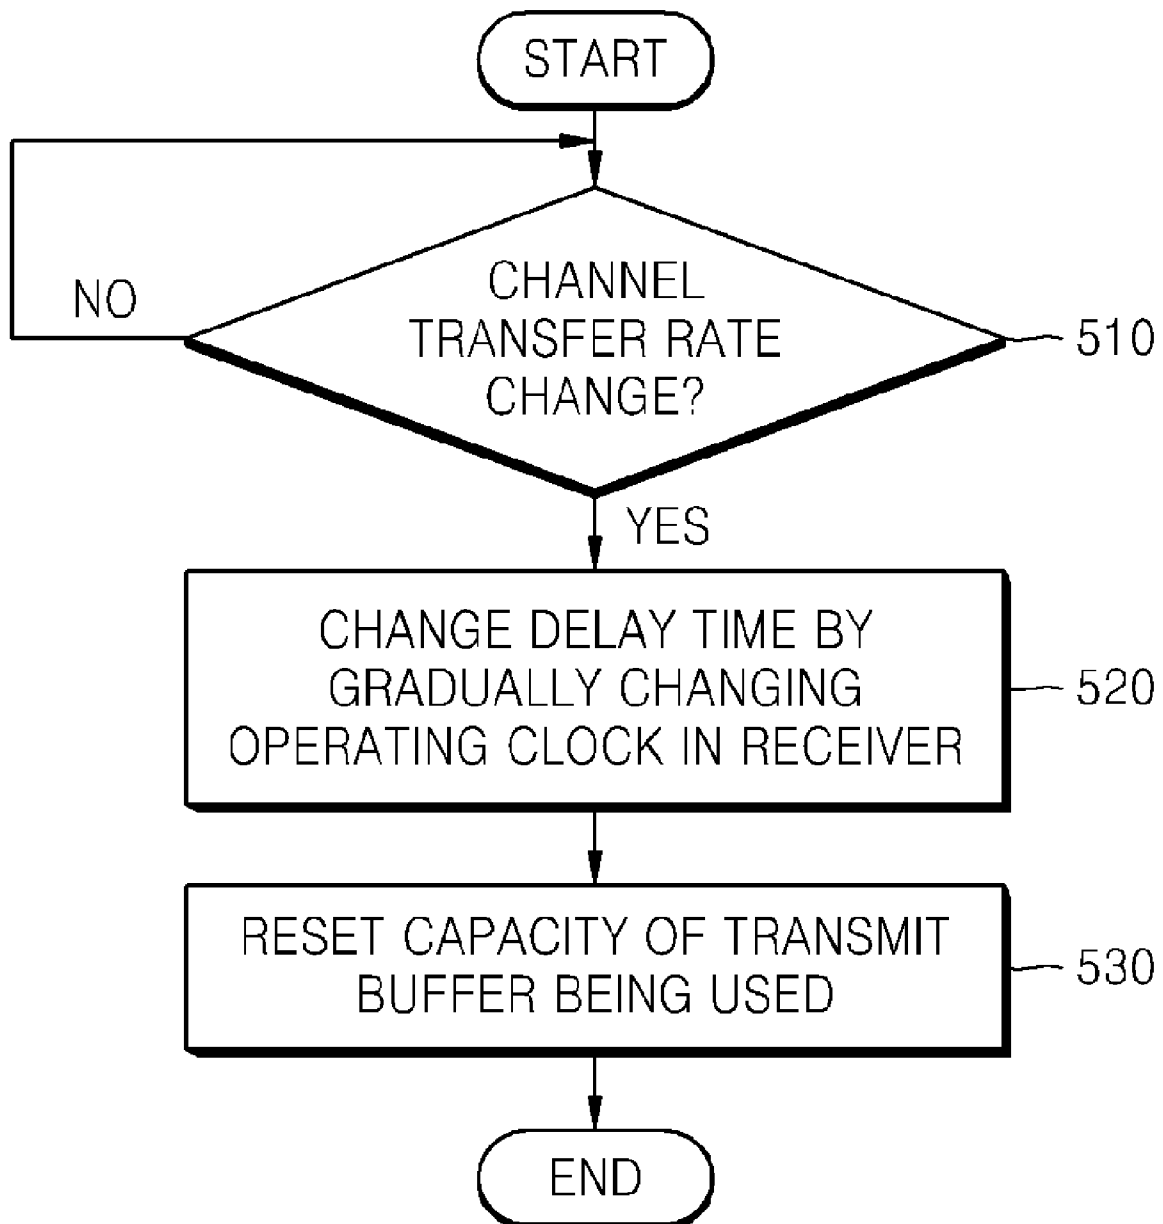 START
NO
CHANNEL
TRANSFER RATE
CHANGE?
510
YES
CHANGE DELAY TIME BY
GRADUALLY CHANGING
OPERATING CLOCK IN RECEIVER
520
RESET CAPACITY OF TRANSMIT
BUFFER BEING USED
530
END